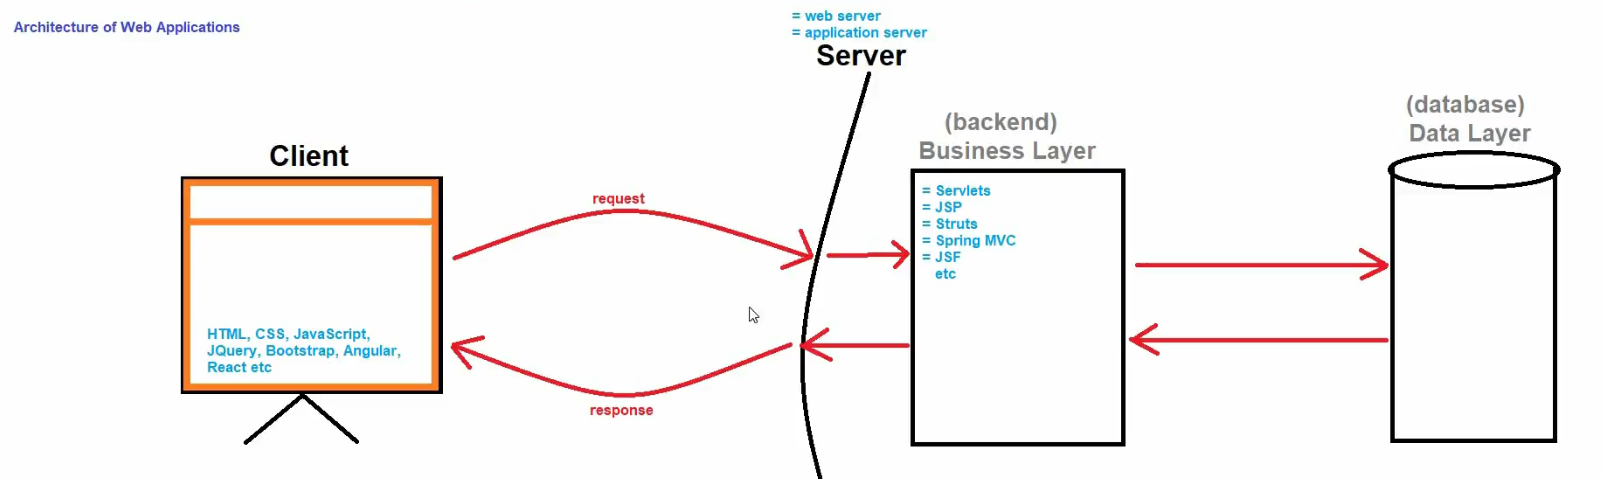 Architecture of Web Applications
= web server
= application server
Server
Client
request
response
HTML, CSS, JavaScript,
JQuery, Bootstrap, Angular,
React etc
(backend)
Business Layer
= Servlets
= JSP
= Struts
= Spring MVC
= JSF
etc
(database)
Data Layer